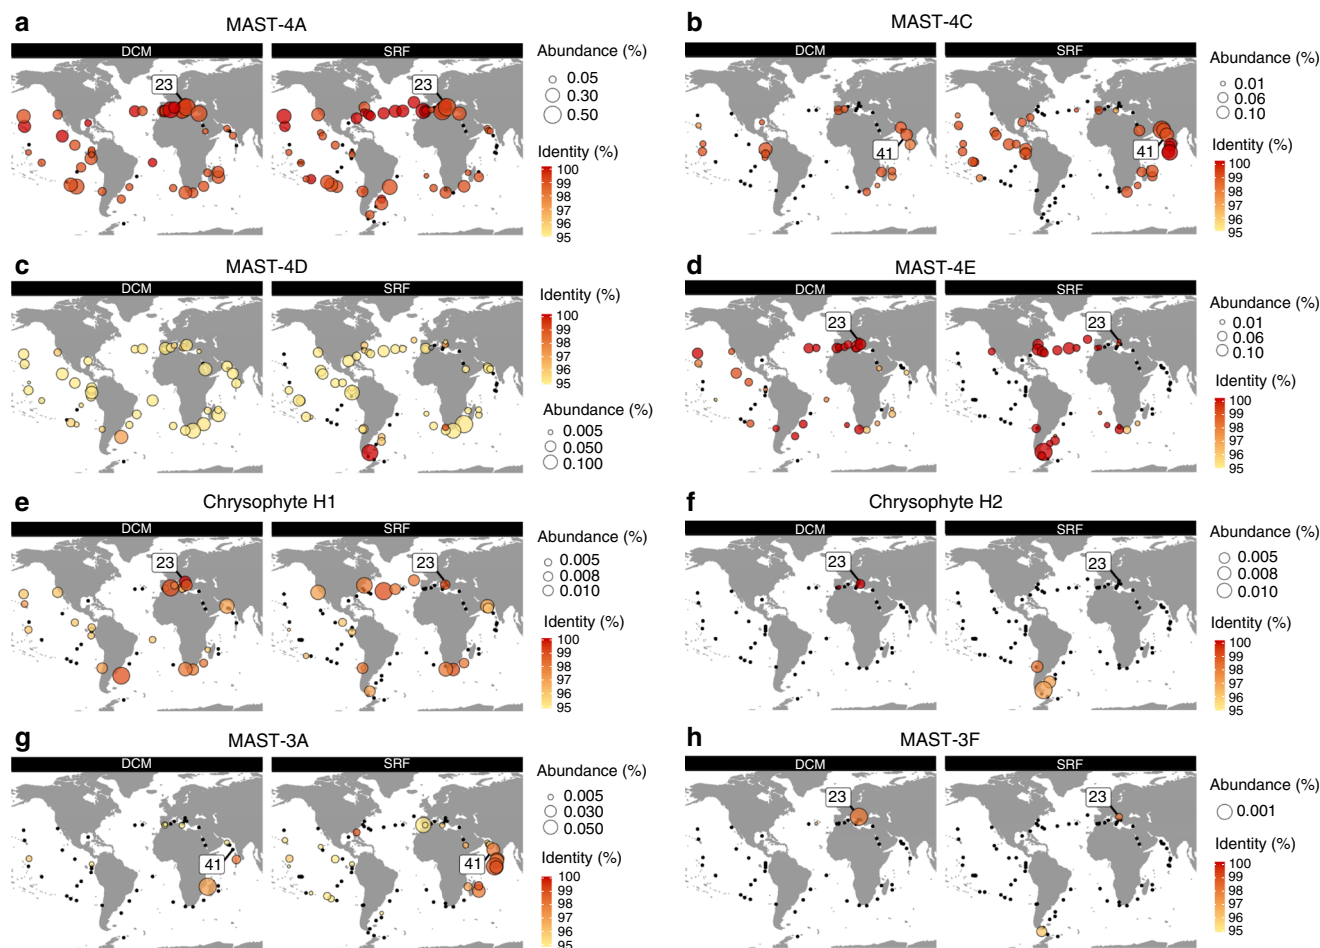 a
MAST-4A
DCM
SRF
23
23
Abundance (%)
0.05
0.30
0.50
Identity (%)
100
99
98
97
96
95
b
MAST-4C
DCM
SRF
41
41
Abundance (%)
0.01
0.06
0.10
Identity (%)
100
99
98
97
96
95
c
MAST-4D
DCM
SRF
Identity (%)
100
99
98
97
96
95
Abundance (%)
0.005
0.050
0.100
d
MAST-4E
DCM
SRF
23
23
Abundance (%)
0.01
0.06
0.10
Identity (%)
100
99
98
97
96
95
e
Chrysophyte H1
DCM
SRF
23
23
Abundance (%)
0.005
0.008
0.010
Identity (%)
100
99
98
97
96
95
f
Chrysophyte H2
DCM
SRF
23
23
Abundance (%)
0.005
0.008
0.010
Identity (%)
100
99
98
97
96
95
g
MAST-3A
DCM
SRF
41
41
Abundance (%)
0.005
0.030
0.050
Identity (%)
100
99
98
97
96
95
h
MAST-3F
DCM
SRF
23
23
Abundance (%)
0.001
Identity (%)
100
99
98
97
96
95